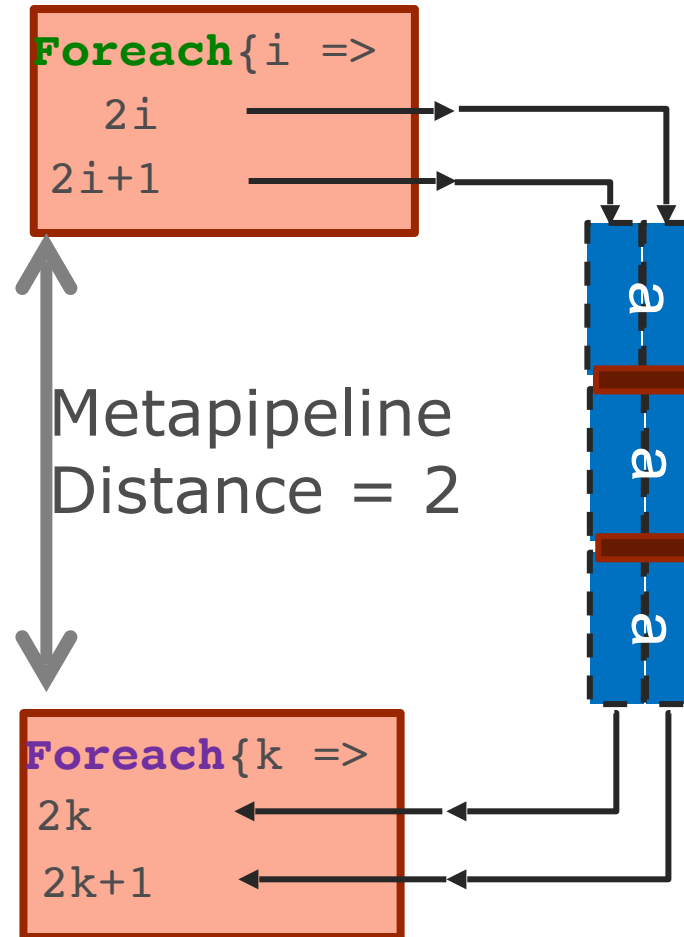 Foreach{i =>
2i
2i+1
a
Metapipeline
a
Distance = 2
a
Foreach{k =>
2k
2k+1